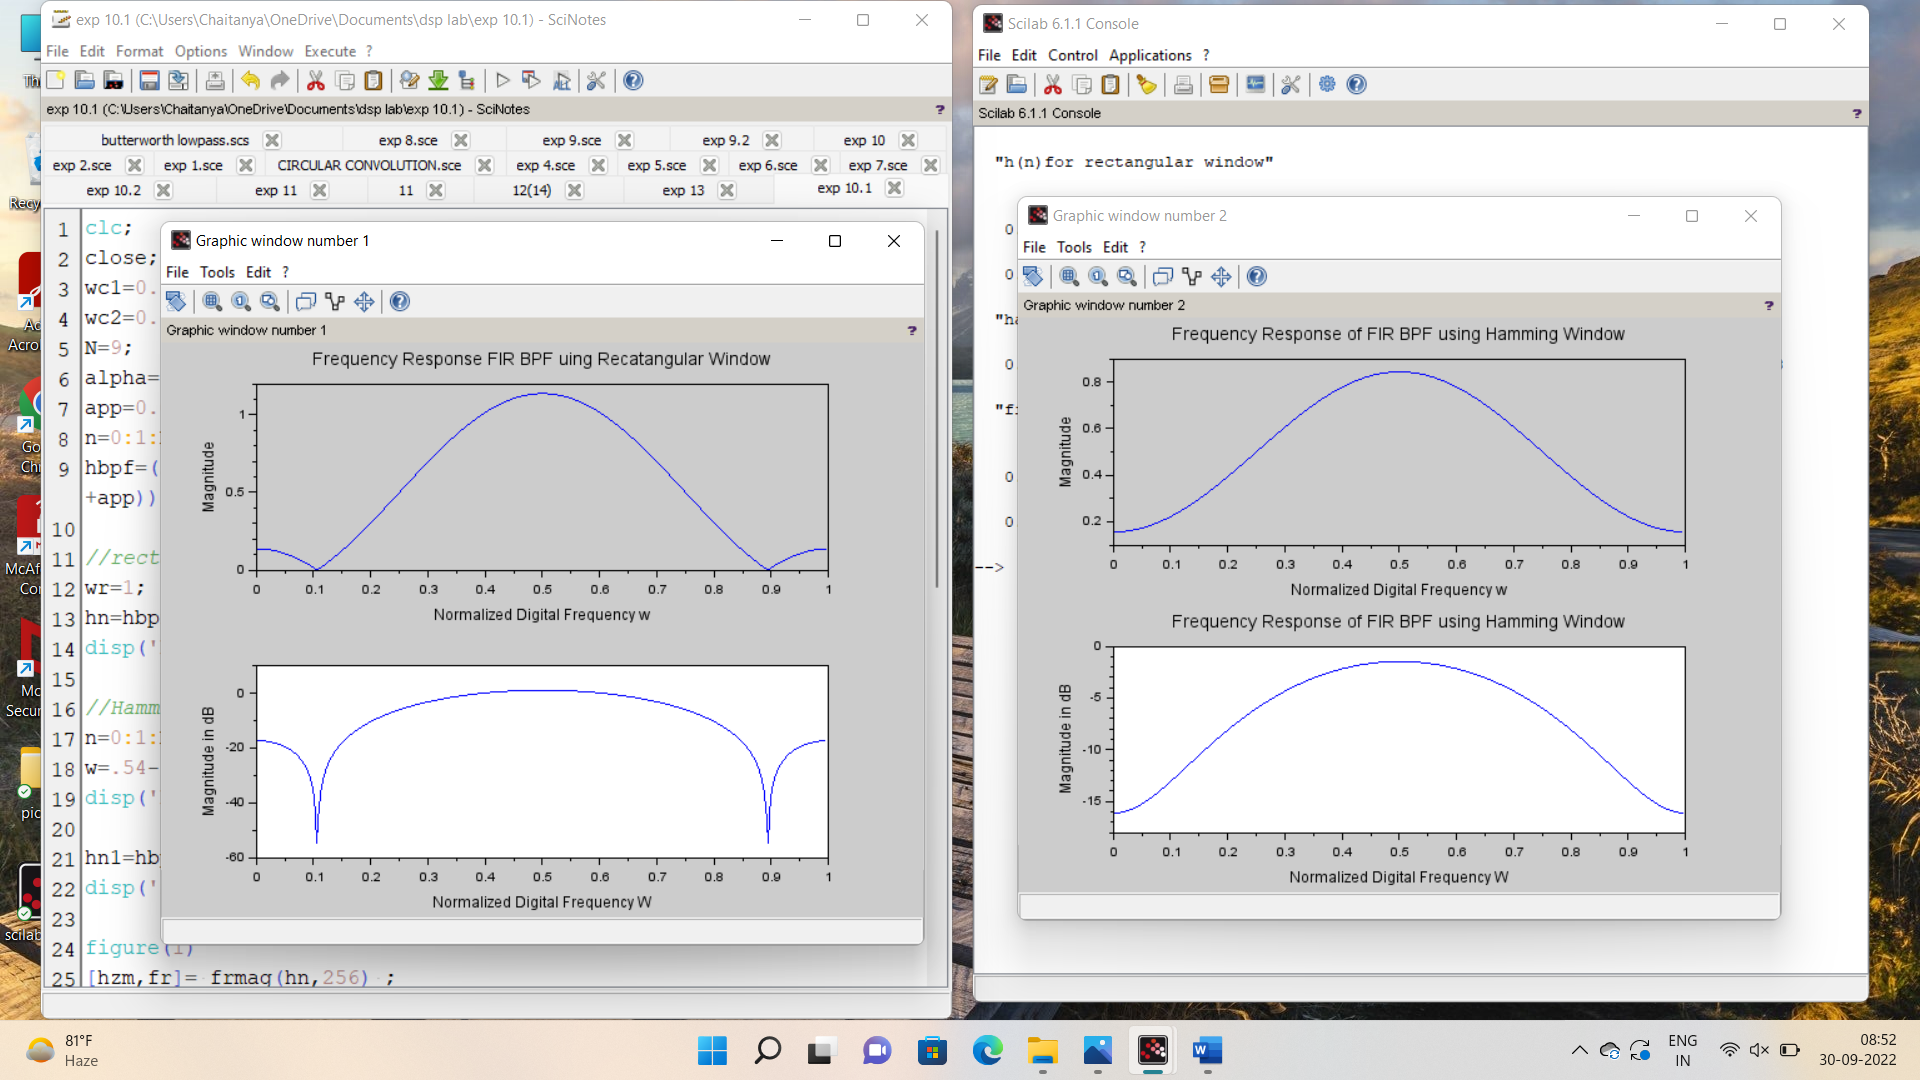 exp 10.1 (C:\Users\Chaitanya\OneDrive\Documents\dsp lab\exp 10.1) - SciNotes
File Edit Format Options Window Execute ?
exp 10.1 (C:\Users\Chaitanya\OneDrive\Documents\dsp lab\exp 10.1) - SciNotes ?
butterworth lowpass.scs exp 8.sce exp 9.sce exp 9.2 exp 10
exp 2.sce exp 1.sce CIRCULAR CONVOLUTION.sce exp 4.sce exp 5.sce exp 6.sce exp 7.sce
exp 10.2 exp 11 11 12(14) exp 13 exp 10.1
1 clc;
2 close;
3 wc1=0.
4 wc2=0.
5 N=9;
6 alpha=
7 app=0.
8 n=0:1:
9 hbpf=(
+app))
10
11 //rect
12 wr=1;
13 hn=hbp
14 disp('
15
16 //Hamm
17 n=0:1:
18 w=.54-
19 disp('
20
21 hn1=hb
22 disp('
23
24 figure(1)
25 [hzm,fr]= frmag(hn,256) ;
Graphic window number 1
File Tools Edit ?
Graphic window number 1 ?
Frequency Response FIR BPF uing Recatangular Window
Magnitude
1
0.5
0
0 0.1 0.2 0.3 0.4 0.5 0.6 0.7 0.8 0.9 1
Normalized Digital Frequency w
Magnitude in dB
0
-20
-40
-60
0 0.1 0.2 0.3 0.4 0.5 0.6 0.7 0.8 0.9 1
Normalized Digital Frequency W
Scilab 6.1.1 Console
File Edit Control Applications ?
Scilab 6.1.1 Console ?
"h(n)for rectangular window"
0
0
"ha
0
"fi
0
0
-->
Graphic window number 2
File Tools Edit ?
Graphic window number 2 ?
Frequency Response of FIR BPF using Hamming Window
Magnitude
0.8
0.6
0.4
0.2
0 0.1 0.2 0.3 0.4 0.5 0.6 0.7 0.8 0.9 1
Normalized Digital Frequency w
Frequency Response of FIR BPF using Hamming Window
Magnitude in dB
0
-5
-10
-15
0 0.1 0.2 0.3 0.4 0.5 0.6 0.7 0.8 0.9 1
Normalized Digital Frequency W
Th
Recy
Ac
Acro
Go
Ch
McAf
Co
Mc
Secur
pic
scilab
81°F
Haze
ENG
IN
08:52
30-09-2022